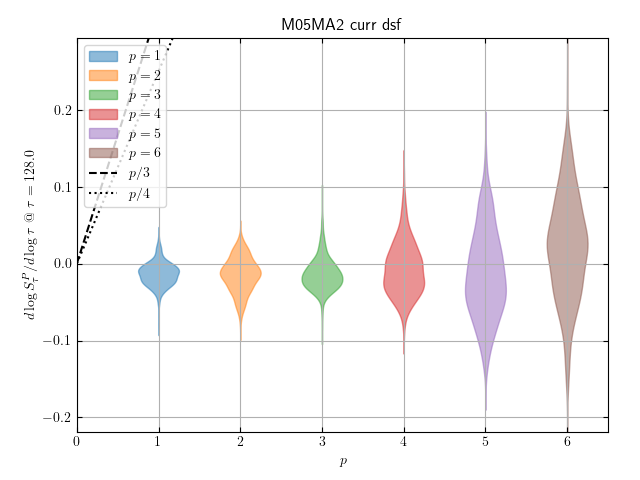 M05MA2 curr dsf
p = 1
p = 2
p = 3
p = 4
p = 5
p = 6
p/3
p/4
d log S_τ^P / d log τ @ τ = 128.0
0.2
0.1
0.0
−0.1
−0.2
0 1 2 3 4 5 6
p